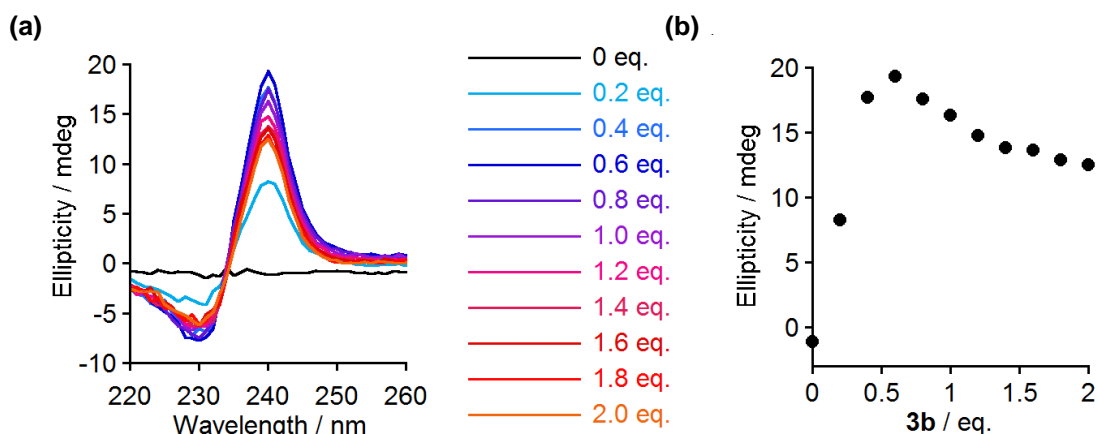 (a)
Ellipticity / mdeg
20
15
10
5
0
-5
-10
220 230 240 250 260
Wavelength / nm
0 eq.
0.2 eq.
0.4 eq.
0.6 eq.
0.8 eq.
1.0 eq.
1.2 eq.
1.4 eq.
1.6 eq.
1.8 eq.
2.0 eq.
(b)
Ellipticity / mdeg
20
15
10
5
0
0 0.5 1 1.5 2
3b / eq.